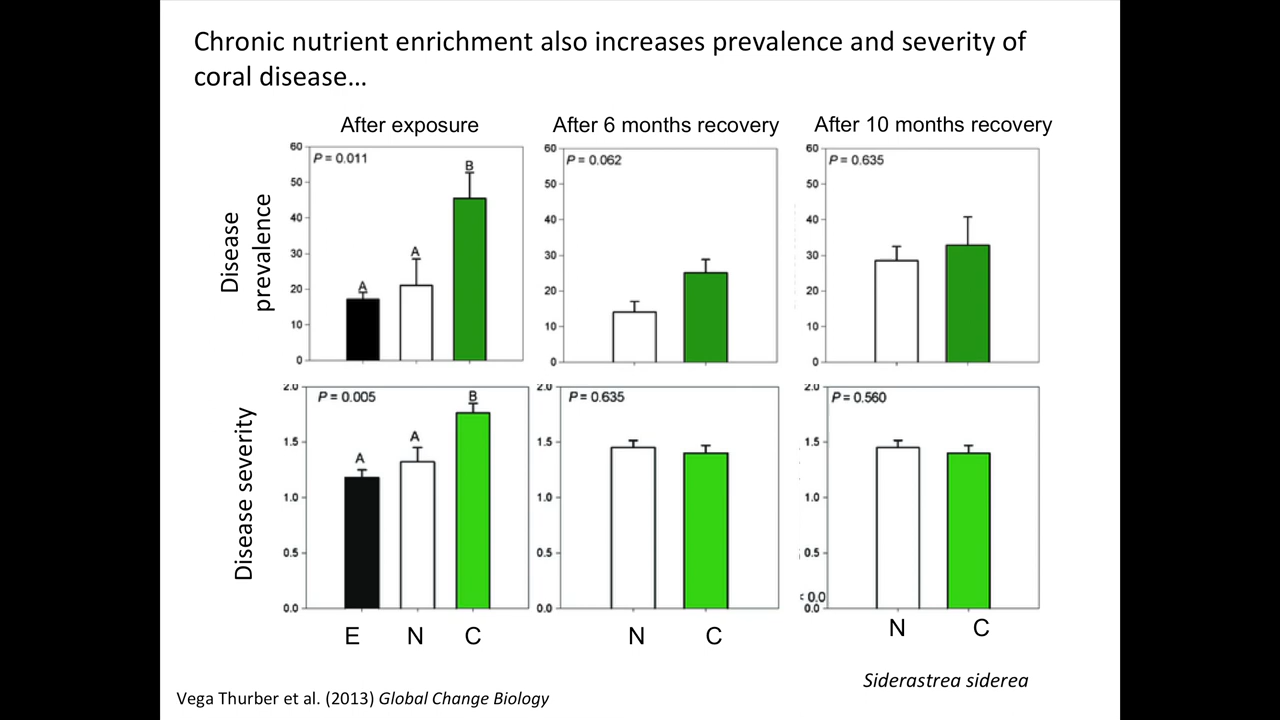 Chronic nutrient enrichment also increases prevalence and severity of
coral disease…
After exposure
After 6 months recovery
After 10 months recovery
Disease
prevalence
60
50
40
30
20
10
0
P = 0.011
A
A
B
60
50
40
30
20
10
0
P = 0.062
60
50
40
30
20
10
0
P = 0.635
Disease severity
2.0
1.5
1.0
0.5
0.0
P = 0.005
A
A
B
2.0
1.5
1.0
0.5
0.0
P = 0.635
2.0
1.5
1.0
0.5
< 0.0
0.0
P = 0.560
E N C
N C
N C
Siderastrea siderea
Vega Thurber et al. (2013) Global Change Biology